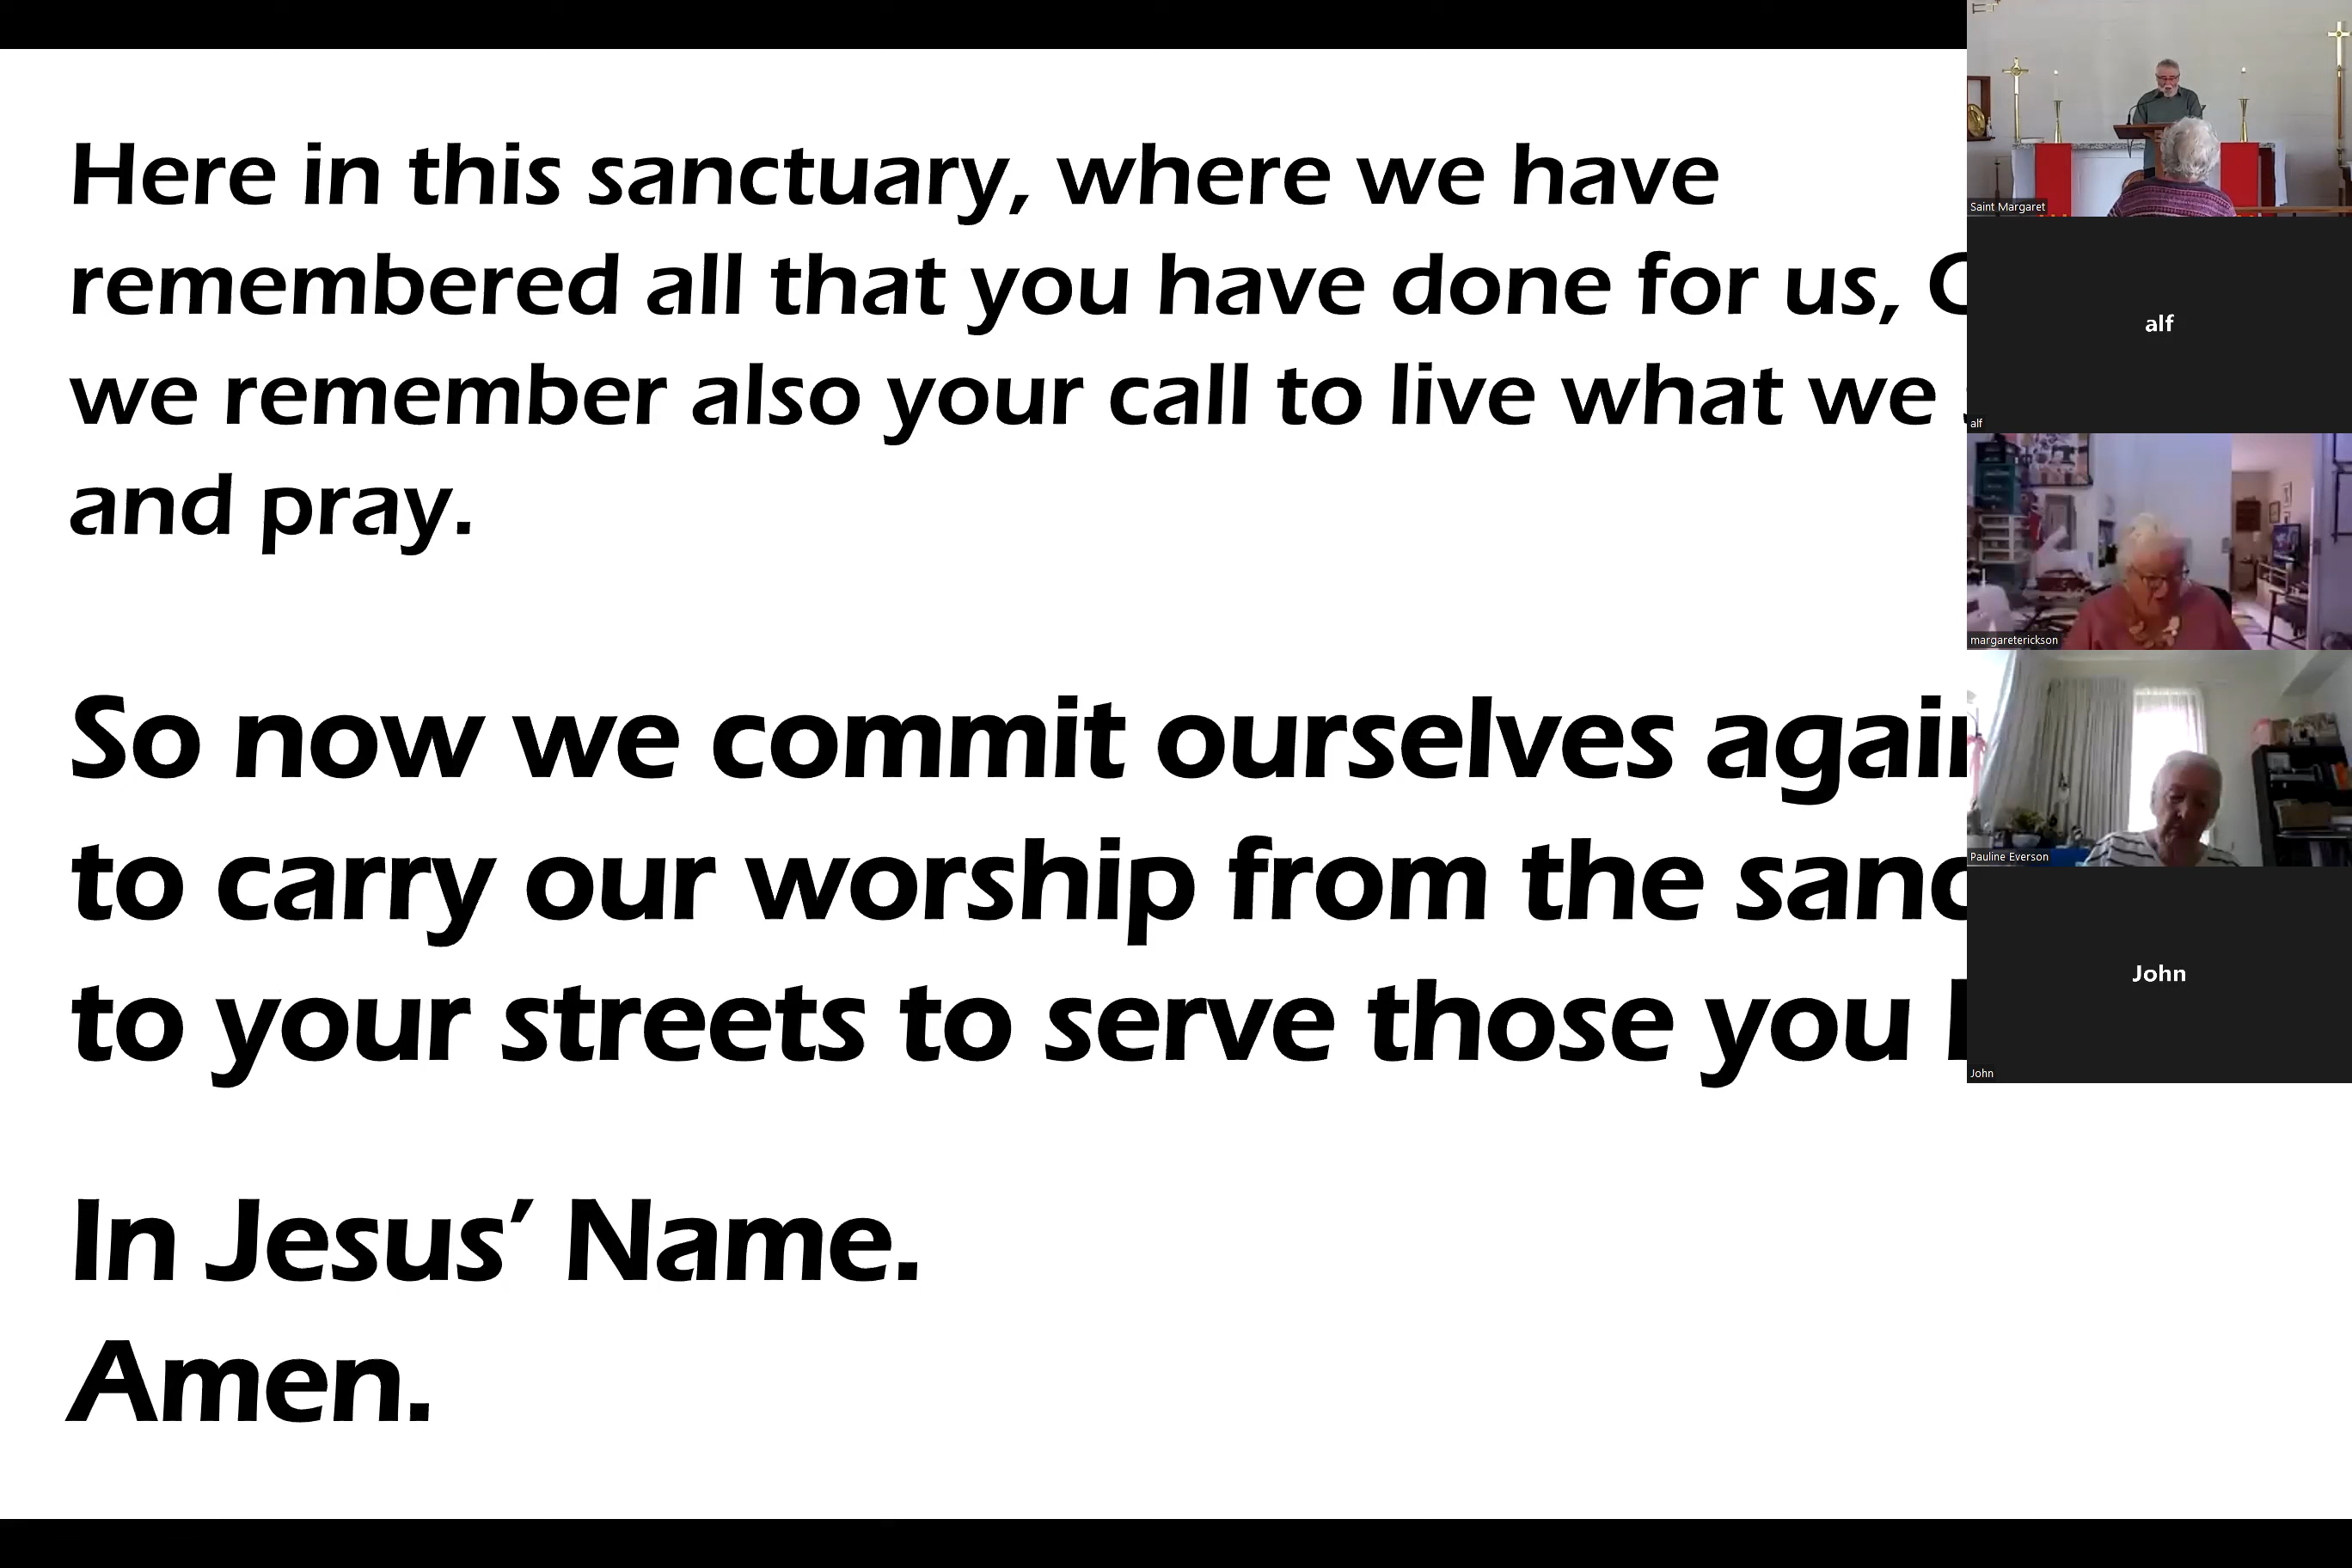 Here in this sanctuary, where we have
remembered all that you have done for us,
we remember also your call to live what we
and pray.
So now we commit ourselves
to carry our worship from the
to your streets to serve those you
In Jesus’ Name.
Amen.
Saint Margaret
alf
alf
margareterickson
Pauline Everson
John
John